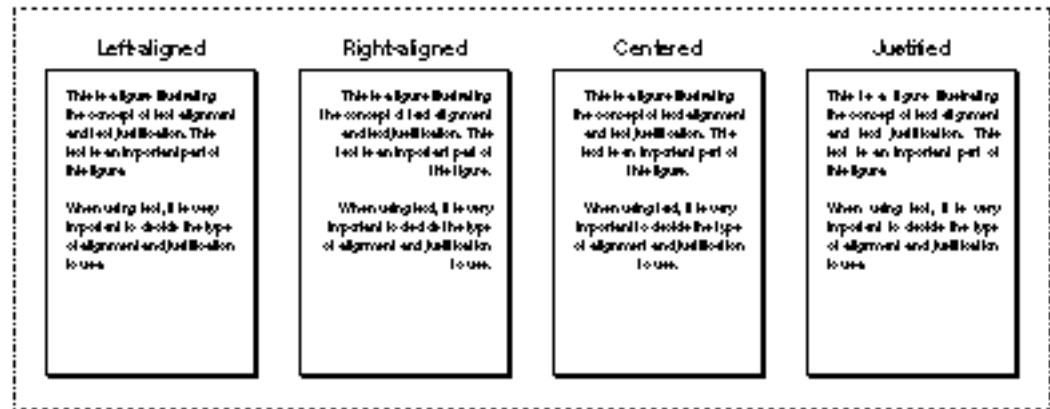 Left-aligned
This is a figure illustrating
the concept of text alignment
and text justification. This
text is an important part of
this figure.
When using text, it is very
important to decide the type
of alignment and justification
to use.
Right-aligned
This is a figure illustrating
the concept of text alignment
and text justification. This
text is an important part of
this figure.
When using text, it is very
important to decide the type
of alignment and justification
to use.
Centered
This is a figure illustrating
the concept of text alignment
and text justification. This
text is an important part of
this figure.
When using text, it is very
important to decide the type
of alignment and justification
to use.
Justified
This is a figure illustrating
the concept of text alignment
and text justification. This
text is an important part of
this figure.
When using text, it is very
important to decide the type
of alignment and justification
to use.